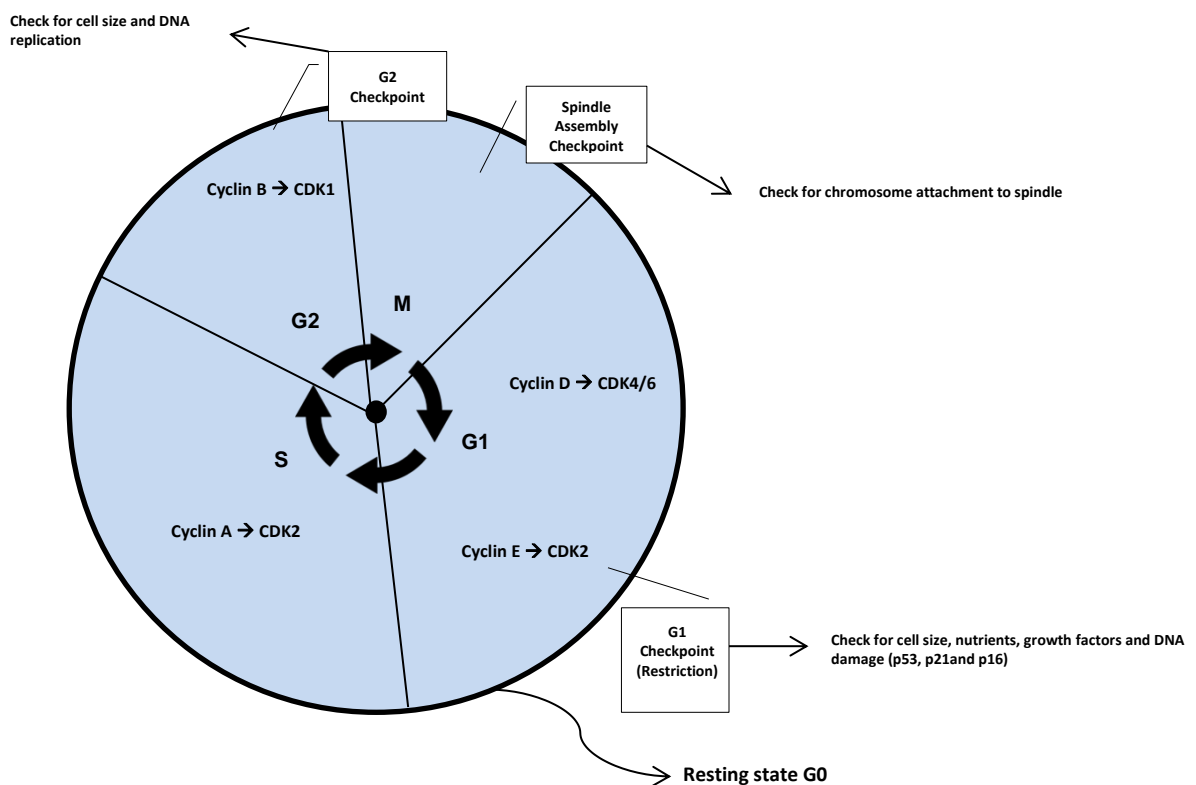 Check for cell size and DNA
replication
G2
Checkpoint
Spindle
Assembly
Checkpoint
Check for chromosome attachment to spindle
Cyclin B → CDK1
M
G2
Cyclin D → CDK4/6
G1
S
Cyclin A → CDK2
Cyclin E → CDK2
G1
Checkpoint
(Restriction)
Check for cell size, nutrients, growth factors and DNA
damage (p53, p21and p16)
Resting state G0